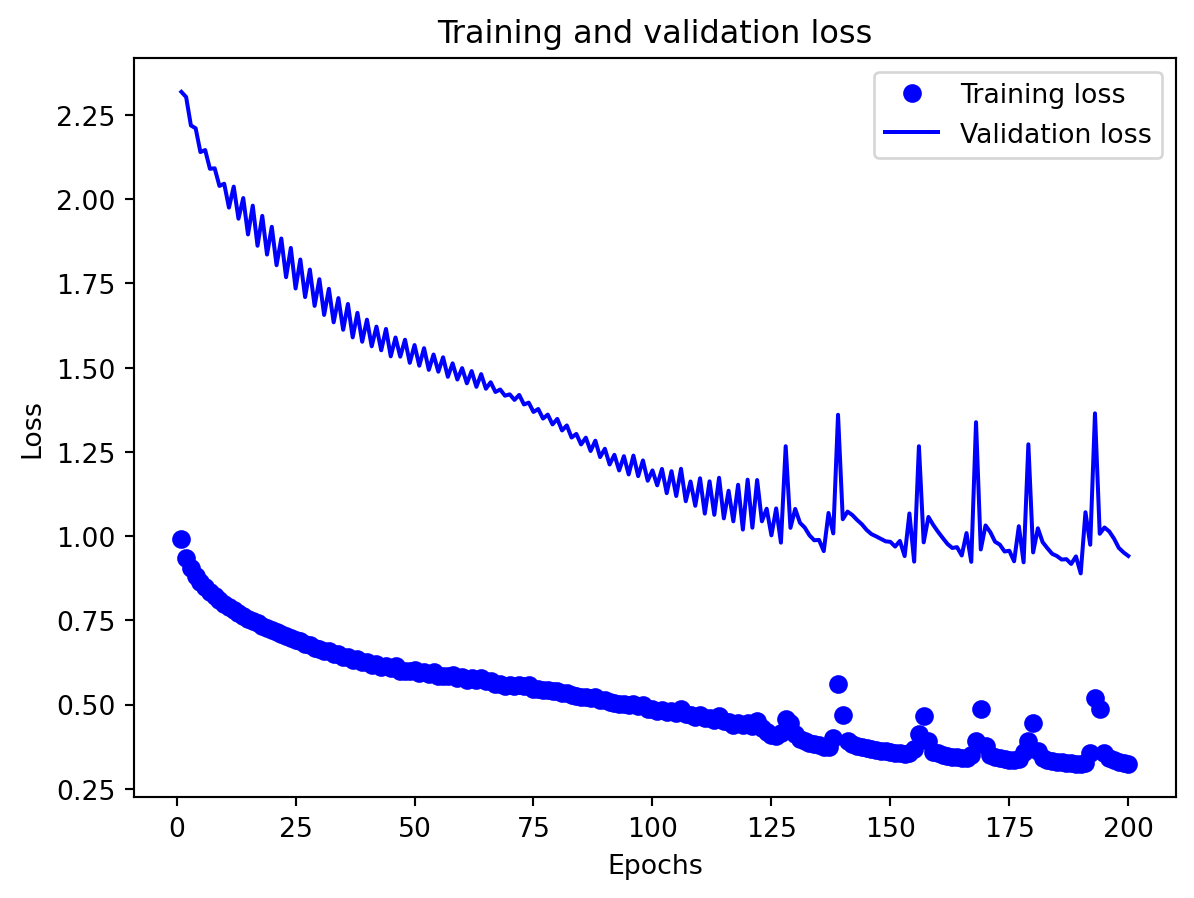 Training and validation loss
Training loss
Validation loss
2.25
2.00
1.75
1.50
1.25
1.00
0.75
0.50
0.25
Loss
0 25 50 75 100 125 150 175 200
Epochs